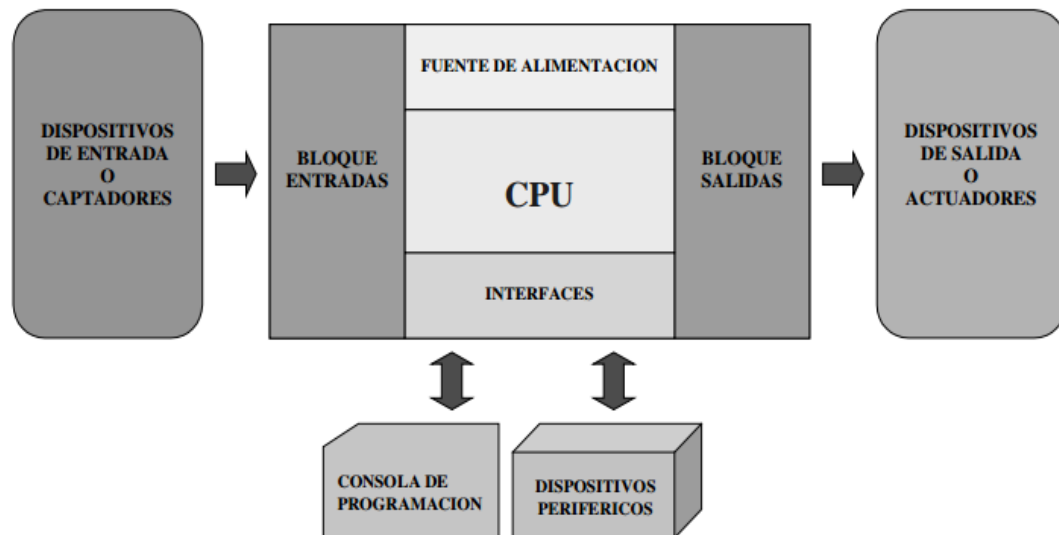 DISPOSITIVOS
DE ENTRADA
O
CAPTADORES
BLOQUE
ENTRADAS
FUENTE DE ALIMENTACION
CPU
INTERFACES
BLOQUE
SALIDAS
DISPOSITIVOS
DE SALIDA
O
ACTUADORES
CONSOLA DE
PROGRAMACION
DISPOSITIVOS
PERIFERICOS